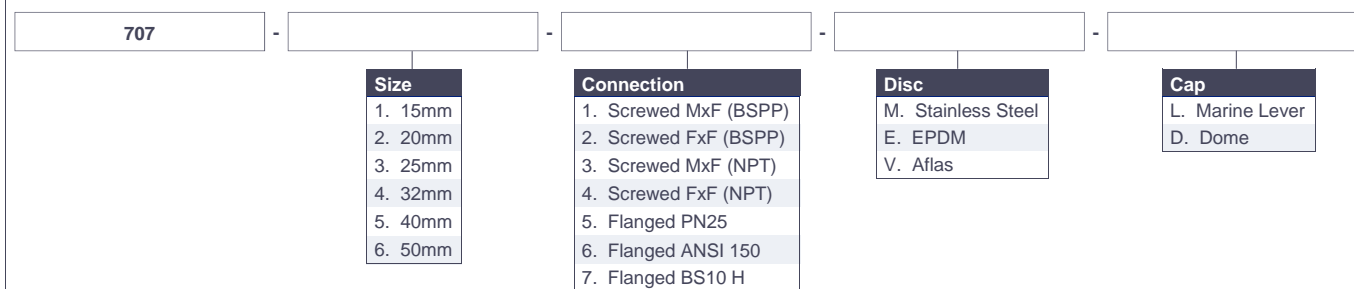 707 - - - -
Size
1. 15mm
2. 20mm
3. 25mm
4. 32mm
5. 40mm
6. 50mm
Connection
1. Screwed MxF (BSPP)
2. Screwed FxF (BSPP)
3. Screwed MxF (NPT)
4. Screwed FxF (NPT)
5. Flanged PN25
6. Flanged ANSI 150
7. Flanged BS10 H
Disc
M. Stainless Steel
E. EPDM
V. Aflas
Cap
L. Marine Lever
D. Dome